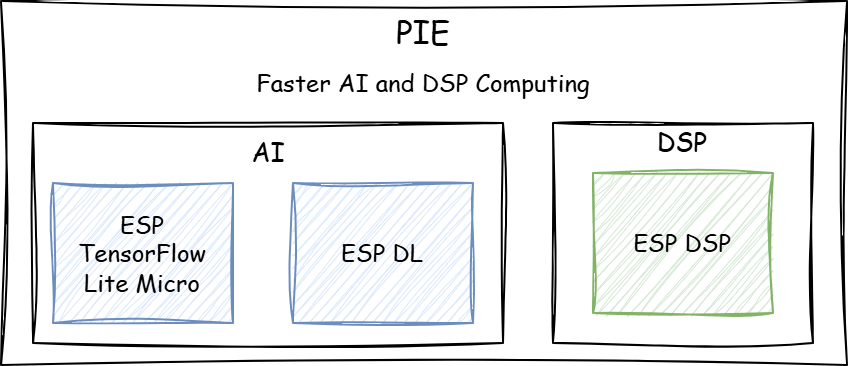 PIE
Faster AI and DSP Computing
AI
ESP
TensorFlow
Lite Micro
ESP DL
DSP
ESP DSP